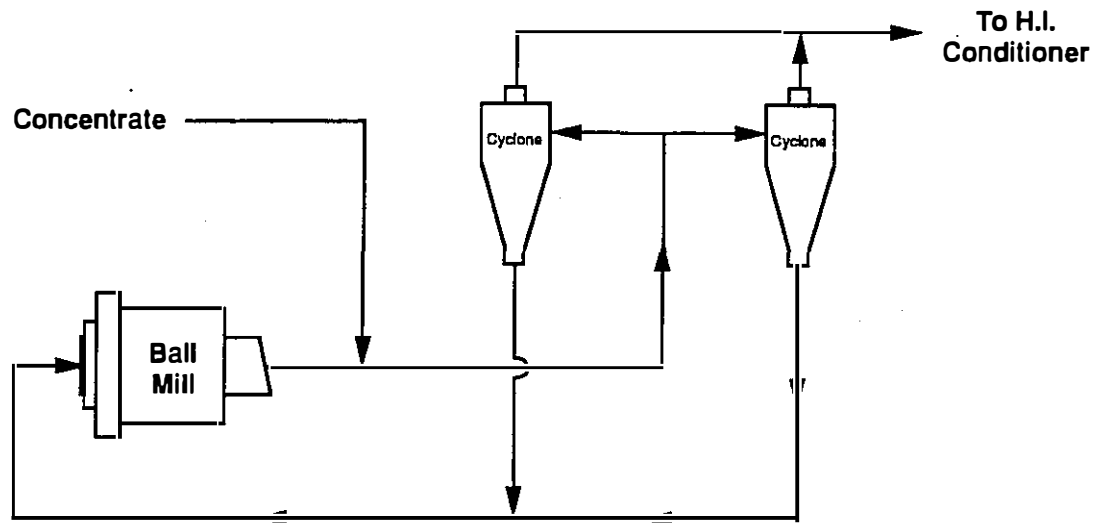 To H.I.
Conditioner
Concentrate
Cyclone
Cyclone
Ball
Mill